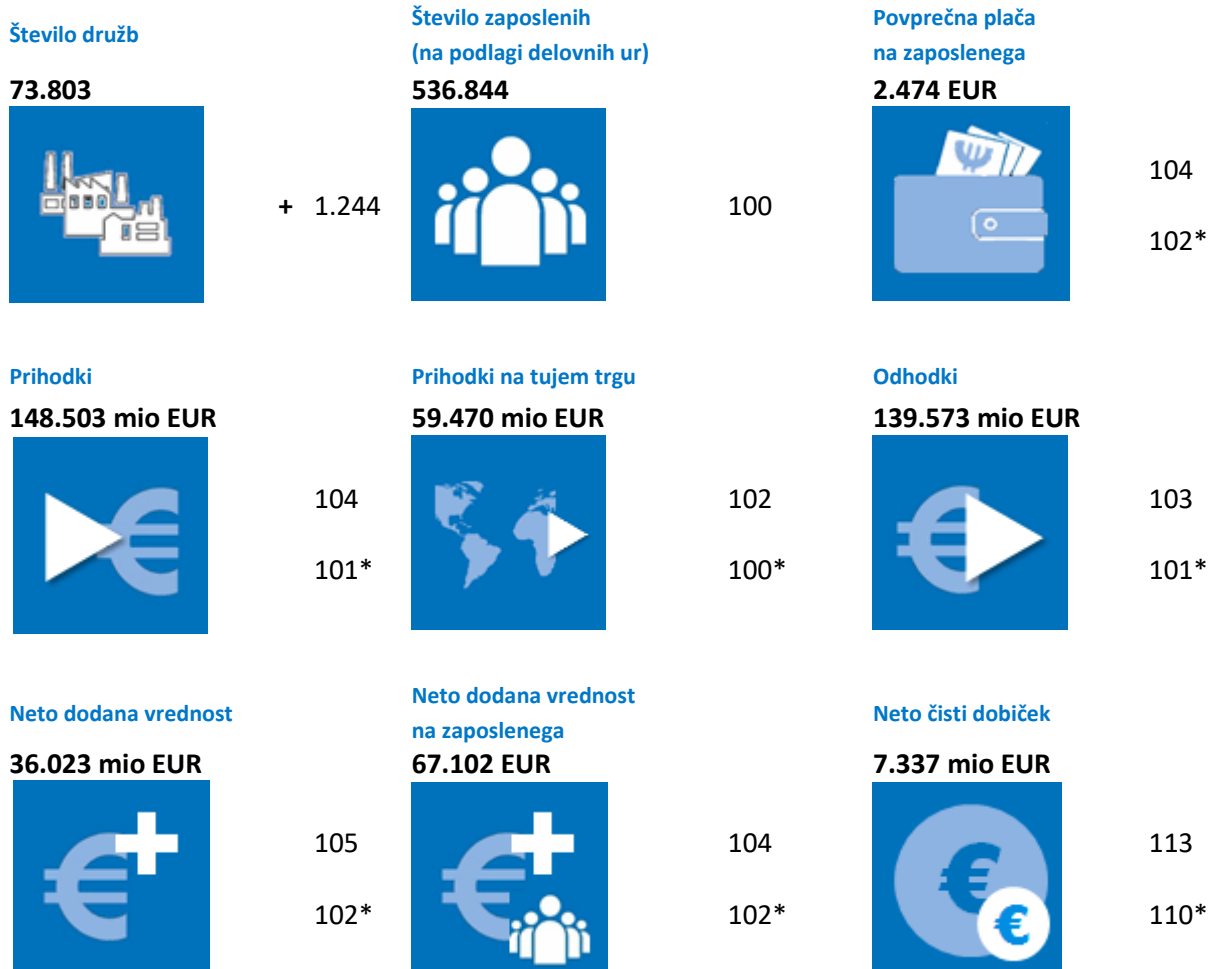 Število družb
73.803
+ 1.244
Število zaposlenih
(na podlagi delovnih ur)
536.844
100
Povprečna plača
na zaposlenega
2.474 EUR
104
102*
Prihodki
148.503 mio EUR
104
101*
Prihodki na tujem trgu
59.470 mio EUR
102
100*
Odhodki
139.573 mio EUR
103
101*
Neto dodana vrednost
36.023 mio EUR
105
102*
Neto dodana vrednost
na zaposlenega
67.102 EUR
104
102*
Neto čisti dobiček
7.337 mio EUR
113
110*